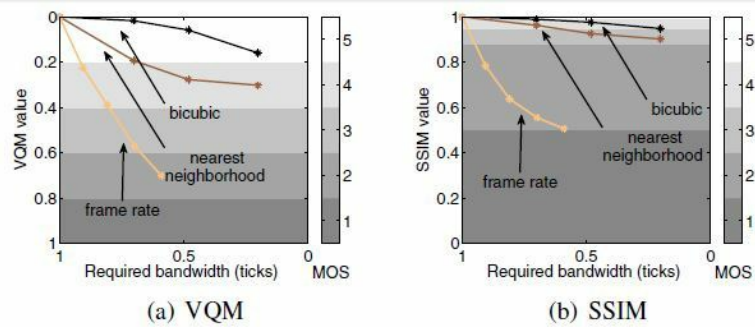 0
0.2
0.4
0.6
0.8
1
VQM value
bicubic
nearest
neighborhood
frame rate
1
0.5
0
Required bandwidth (ticks)
5
4
3
2
1
MOS
(a) VQM
1
0.8
0.6
0.4
0.2
0
SSIM value
bicubic
nearest
neighborhood
frame rate
1
0.5
0
Required bandwidth (ticks)
5
4
3
2
1
MOS
(b) SSIM